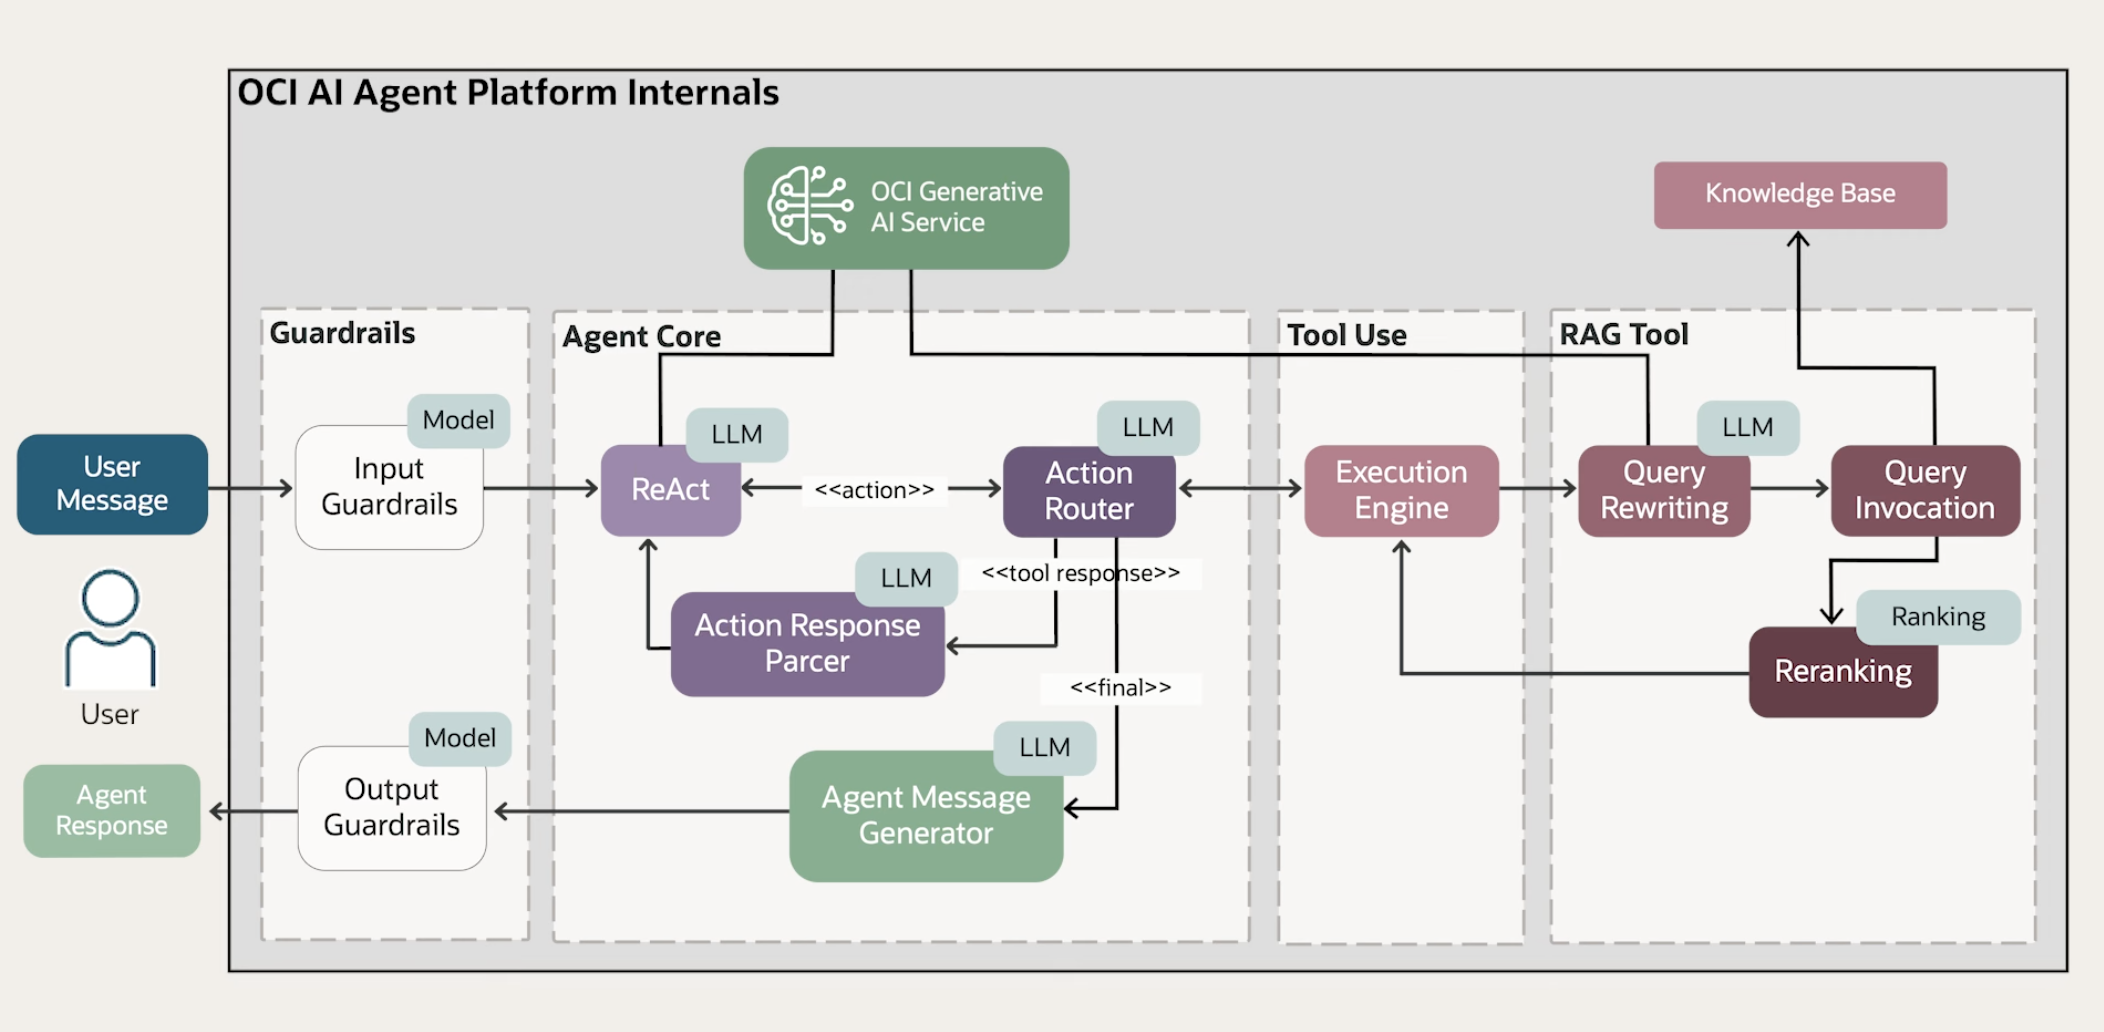 OCI AI Agent Platform Internals
OCI Generative
AI Service
Knowledge Base
Guardrails
Agent Core
Tool Use
RAG Tool
User
Message
Model
Input
Guardrails
LLM
ReAct
<<action>>
LLM
Action
Router
Execution
Engine
LLM
Query
Rewriting
Query
Invocation
<<tool response>>
LLM
Action Response
Parcer
Ranking
Reranking
<<final>>
User
Model
Output
Guardrails
LLM
Agent Message
Generator
Agent
Response